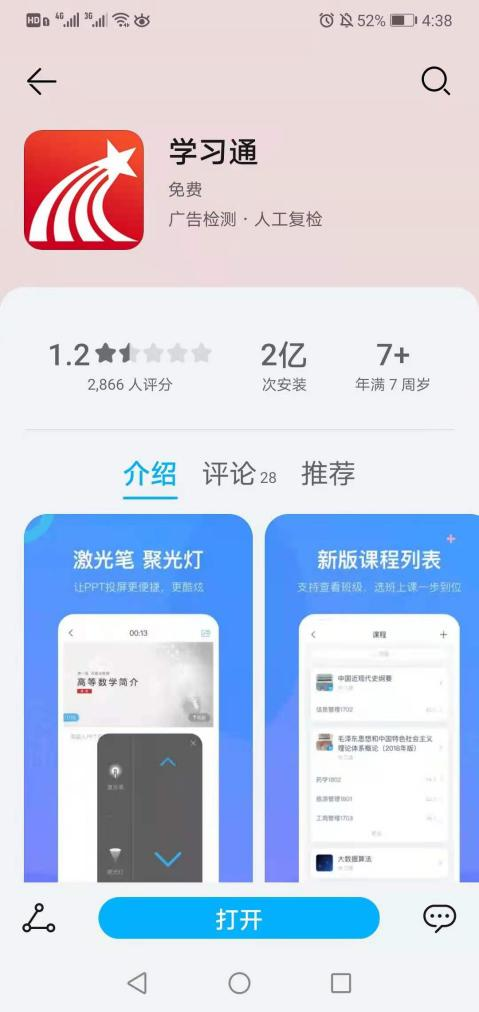 HD 4G 3G 52% 4:38
学习通
免费
广告检测 · 人工复检
1.2 2亿 7+
2,866 人评分 次安装 年满 7 周岁
介绍 评论 28 推荐
激光笔 聚光灯
让PPT投屏更便捷，更酷炫
00:13
高等数学简介
激光笔
聚光灯
新版课程列表
支持查看班级，选班上课一步到位
课程
中国近现代史纲要
信息管理1702
毛泽东思想和中国特色社会主义
理论体系概论（2018年版）
药学1802
旅游管理1801
工商管理1703
大数据算法
打开